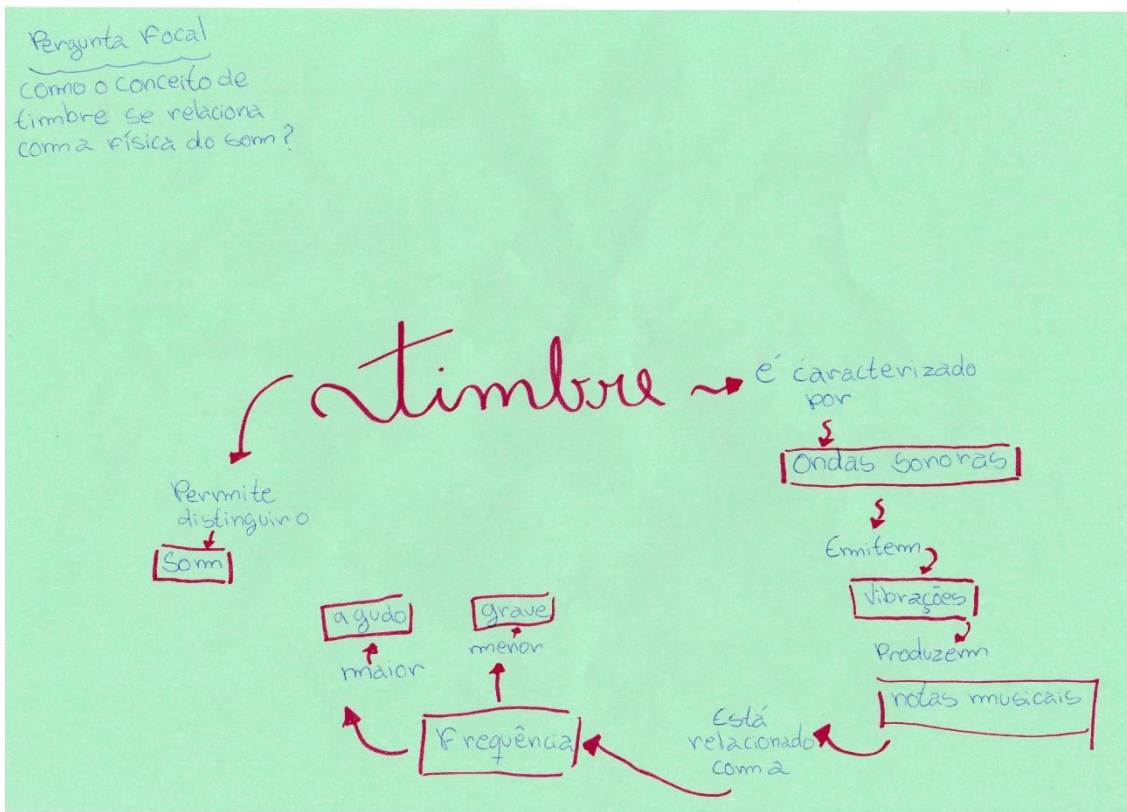 Pergunta Focal
como o conceito de
timbre se relaciona
com a física do som?
timbre
é caracterizado
por
Ondas sonoras
Emitem
Vibrações
Produzem
notas musicais
Está
relacionado
com a
Frequência
maior
agudo
menor
grave
Permite
distinguir o
Som